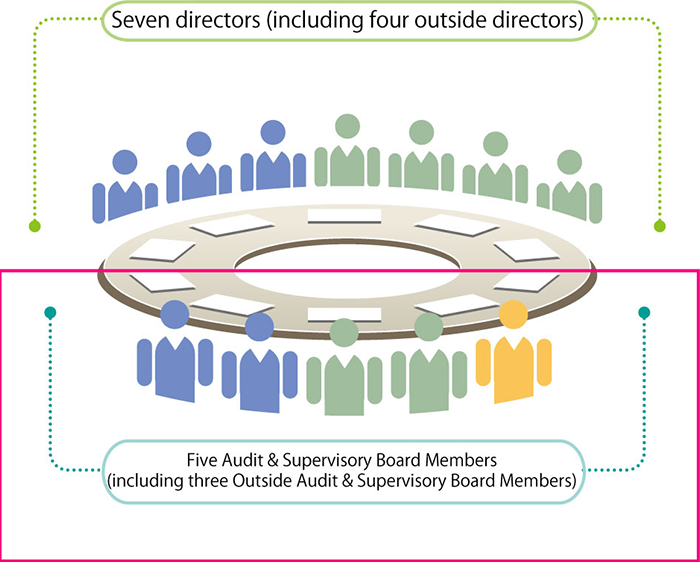 Seven directors (including four outside directors)
Five Audit & Supervisory Board Members
(including three Outside Audit & Supervisory Board Members)